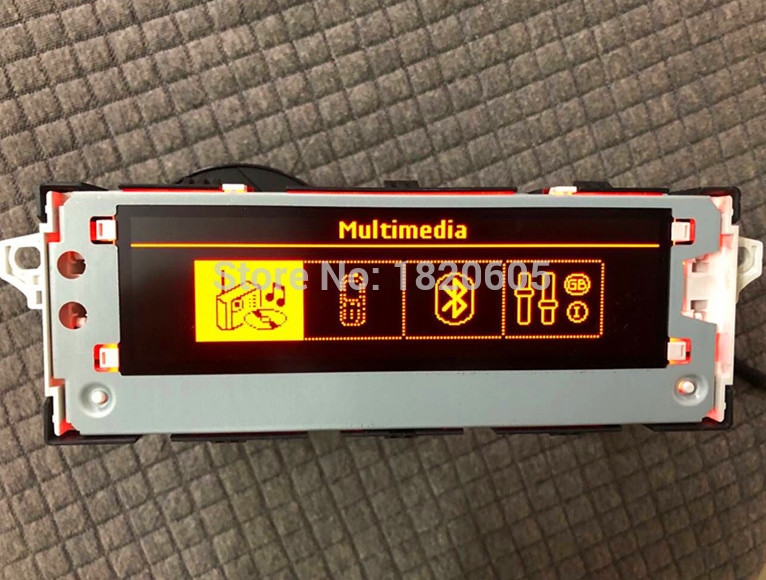 Multimedia
Store No: 1820605
GB
I